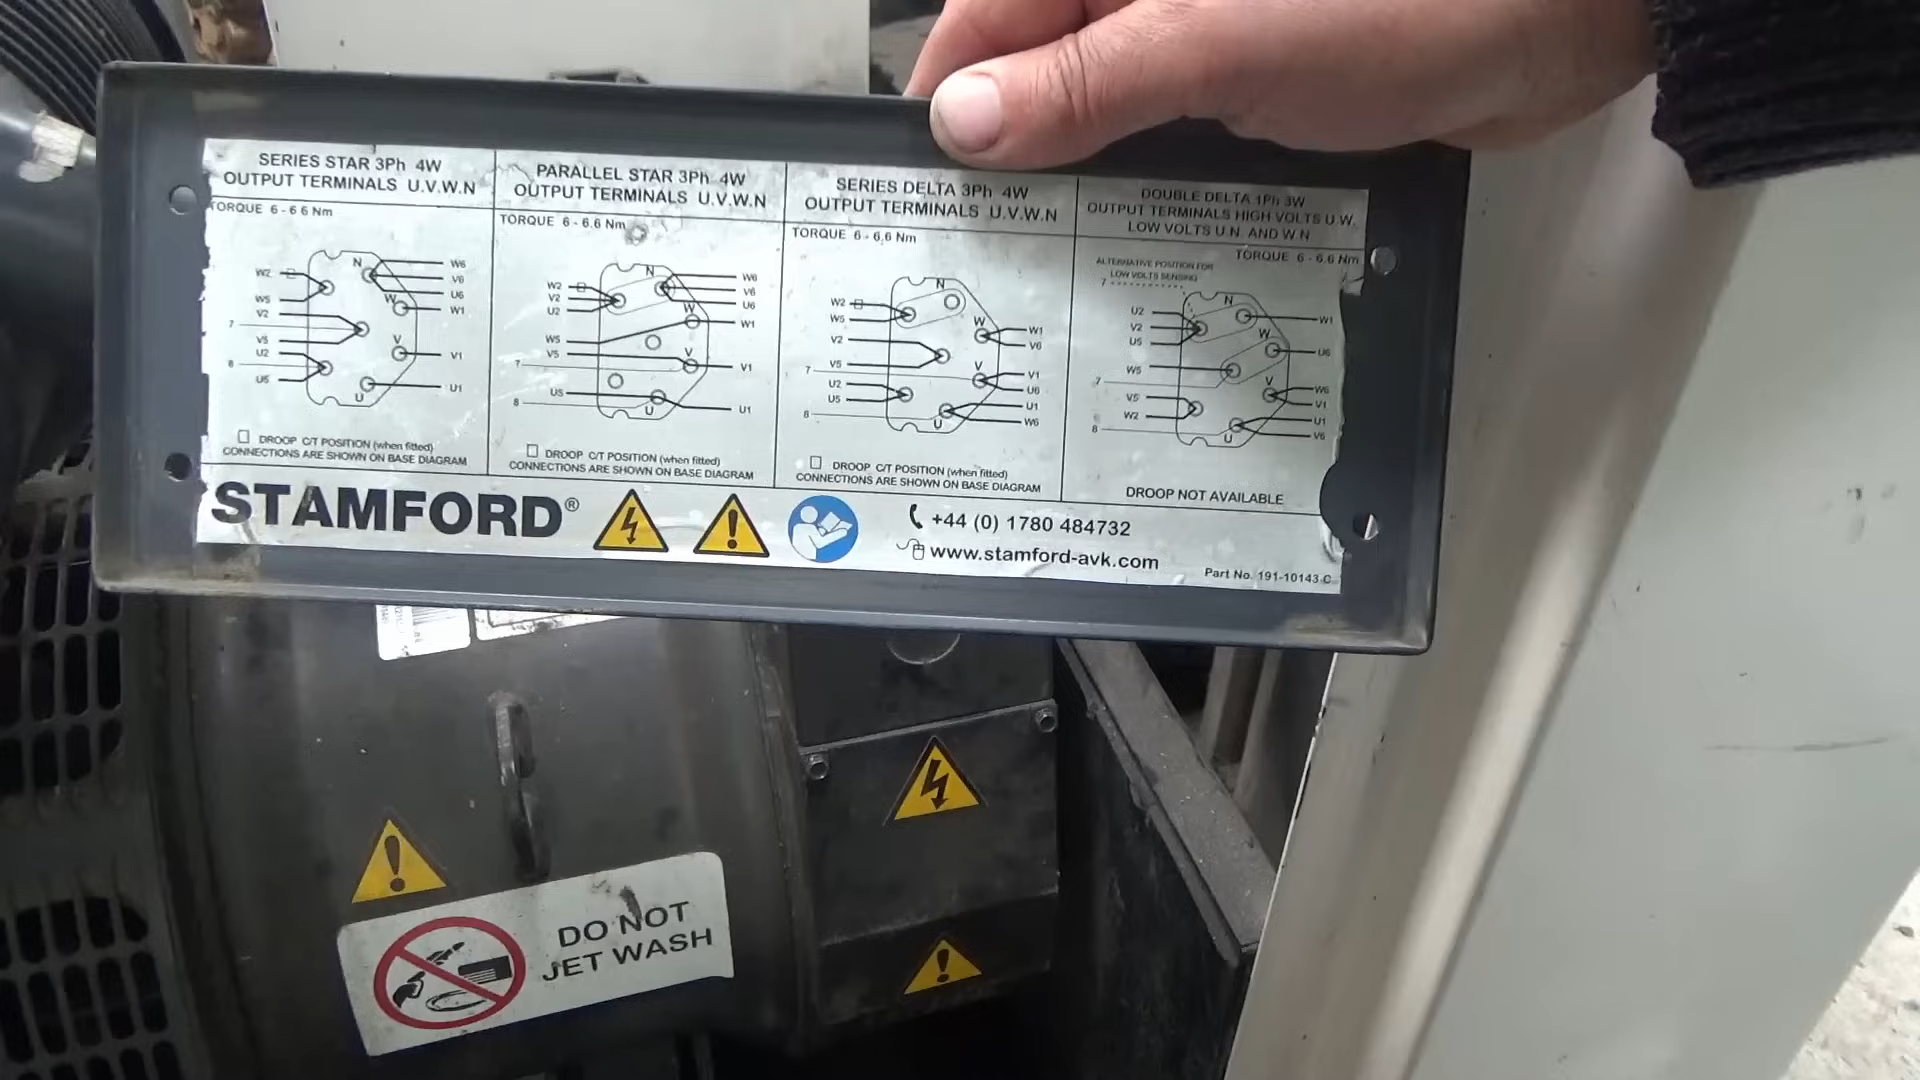 SERIES STAR 3Ph 4W
OUTPUT TERMINALS U.V.W.N
TORQUE 6 - 6 6 Nm
N
W2
W6
V6
W5
U6
W
W1
V2
7
V5
V
V1
U2
8
U5
U1
U
DROOP C/T POSITION (when fitted)
CONNECTIONS ARE SHOWN ON BASE DIAGRAM
PARALLEL STAR 3Ph 4W
OUTPUT TERMINALS U.V.W.N
TORQUE 6 - 6.6 Nm
N
W2
V2
U2
W6
V6
U6
W
W1
W5
V5
V
7
V1
U5
8
U
U1
DROOP C/T POSITION (when fitted)
CONNECTIONS ARE SHOWN ON BASE DIAGRAM
SERIES DELTA 3Ph 4W
OUTPUT TERMINALS U.V.W.N
TORQUE 6 - 6.6 Nm
N
W2
W5
W
W1
V6
V2
V5
V
7
V1
U6
U2
U5
U1
8
U
W6
DROOP C/T POSITION (when fitted)
CONNECTIONS ARE SHOWN ON BASE DIAGRAM
DOUBLE DELTA 1Ph 3W
OUTPUT TERMINALS HIGH VOLTS U.W.
LOW VOLTS U.N. AND W.N
TORQUE 6 - 6.6 Nm
ALTERNATIVE POSITION FOR
LOW VOLTS SENSING
7
N
U2
V2
U5
W1
W
U6
W5
7
V
W6
V1
V5
W2
U1
8
U
V6
DROOP NOT AVAILABLE
STAMFORD®
+44 (0) 1780 484732
www.stamford-avk.com
Part No. 191-10143 C
DO NOT
JET WASH